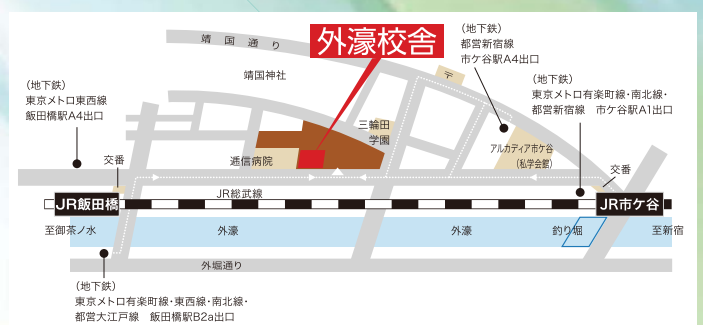 靖国通り
外濠校舎
(地下鉄)
都営新宿線
市ケ谷駅A4出口
〒
靖国神社
(地下鉄)
東京メトロ東西線
飯田橋駅A4出口
(地下鉄)
東京メトロ有楽町線・南北線・
都営新宿線 市ケ谷駅A1出口
三輪田
学園
逓信病院
アルカディア市ケ谷
(私学会館)
交番
交番
JR総武線
JR飯田橋
JR市ケ谷
至御茶ノ水
外濠
外濠
釣り堀
至新宿
外堀通り
(地下鉄)
東京メトロ有楽町線・東西線・南北線・
都営大江戸線 飯田橋駅B2a出口